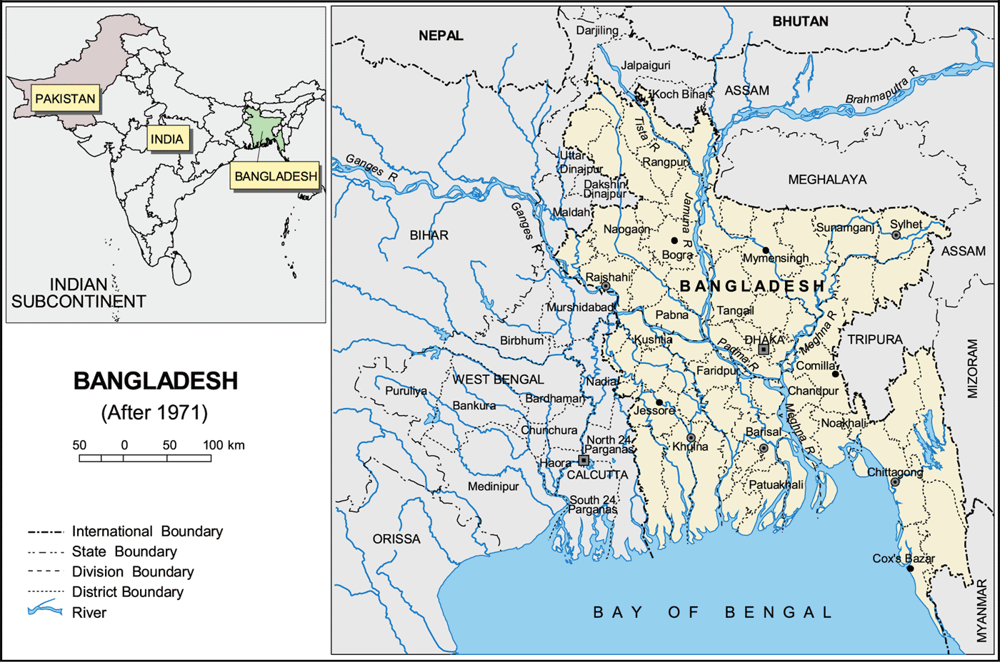 PAKISTAN
INDIA
BANGLADESH
INDIAN
SUBCONTINENT
BANGLADESH
(After 1971)
50 0 50 100 km
International Boundary
State Boundary
Division Boundary
District Boundary
River
NEPAL
Darjiling
BHUTAN
Jalpaiguri
Koch Bihar
ASSAM
Brahmaputra R
Tista R
Uttar
Dinajpur
Rangpur
Ganges R
Dakshin
Dinajpur
MEGHALAYA
Maldah
Ganges R
Jamuna R
BIHAR
Naogaon
Sunamganj
Sylhet
Bogra
Mymensingh
ASSAM
Rajshahi
BANGLADESH
Murshidabad
Pabna
Tangail
Meghna R
Birbhum
Kushtia
DHAKA
TRIPURA
Padma R
MIZORAM
Faridpur
Comilla
WEST BENGAL
Nadia
Puruliya
Bardhaman
Chandpur
Bankura
Jessore
Meghna R
Noakhali
Chunchura
Barisal
North 24
Parganas
Khulna
Haora
CALCUTTA
Chittagong
Medinipur
Patuakhali
South 24
Parganas
ORISSA
Cox's Bazar
BAY OF BENGAL
MYANMAR